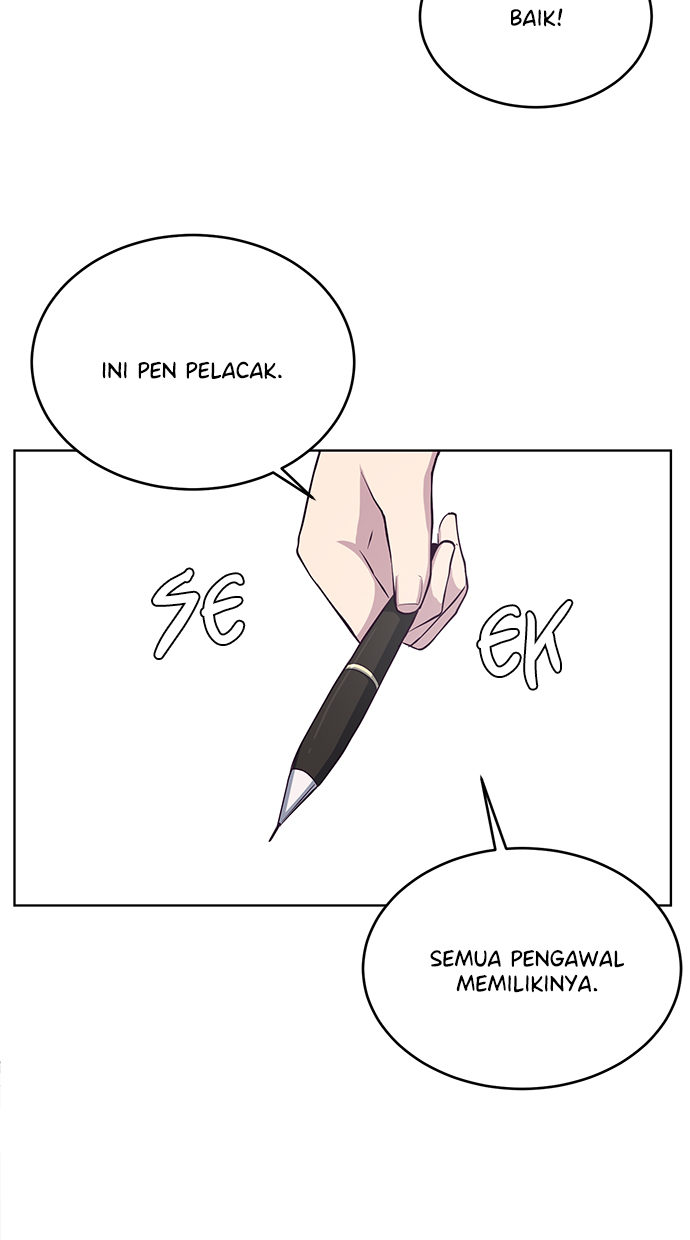 BAIK!
INI PEN PELACAK.
SE EK
SEMUA PENGAWAL
MEMILIKINYA.